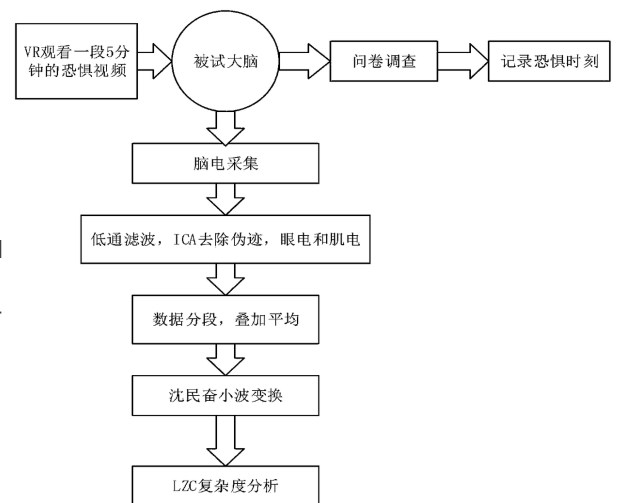 VR观看一段5分
钟的恐惧视频
被试大脑
问卷调查
记录恐惧时刻
脑电采集
低通滤波，ICA去除伪迹，眼电和肌电
数据分段，叠加平均
沈民奋小波变换
LZC复杂度分析